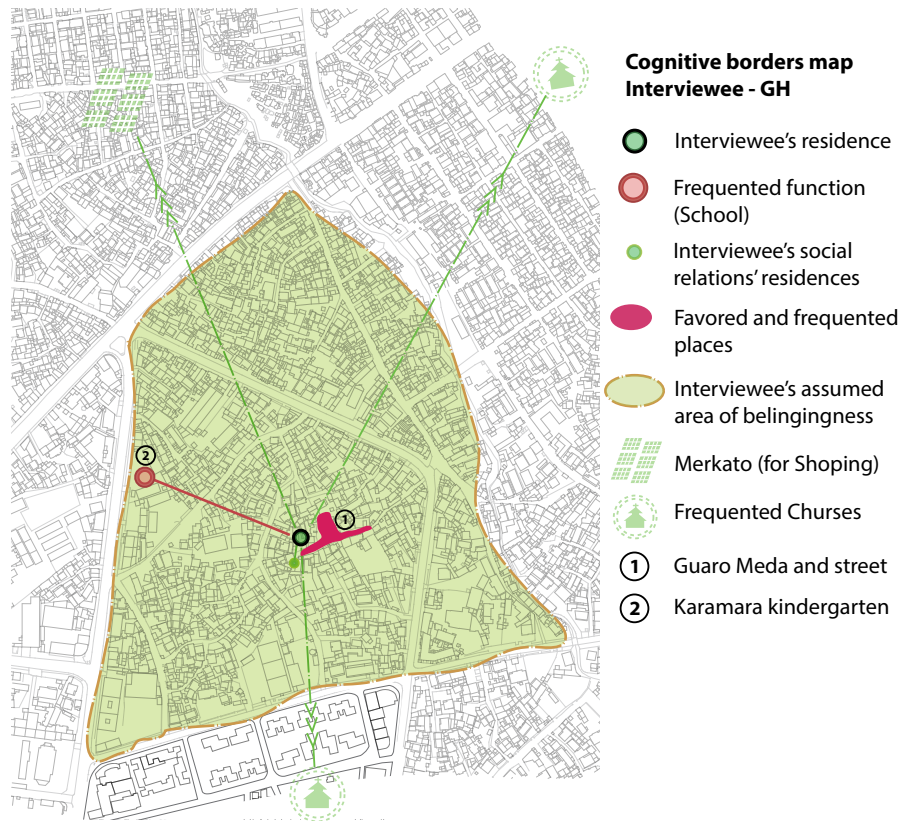 Cognitive borders map
Interviewee - GH
Interviewee's residence
Frequented function
(School)
Interviewee's social
relations' residences
Favored and frequented
places
Interviewee's assumed
area of belingingness
Merkato (for Shoping)
Frequented Churses
1 Guaro Meda and street
2 Karamara kindergarten
2
1